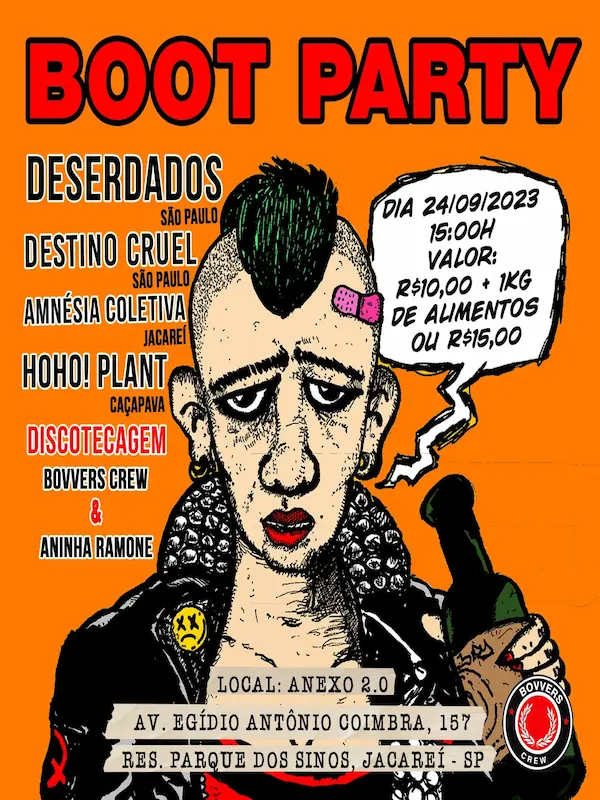 BOOT PARTY
DESERDADOS
SÃO PAULO
DESTINO CRUEL
SÃO PAULO
AMNÉSIA COLETIVA
JACAREÍ
HOHO! PLANT
CAÇAPAVA
DISCOTECAGEM
BOVVERS CREW
&
ANINHA RAMONE
DIA 24/09/2023
15:00H
VALOR:
R$10,00 + 1KG
DE ALIMENTOS
OU R$15,00
LOCAL: ANEXO 2.0
AV. EGÍDIO ANTÔNIO COIMBRA, 157
RES. PARQUE DOS SINOS, JACAREÍ - SP
BOVVERS
CREW